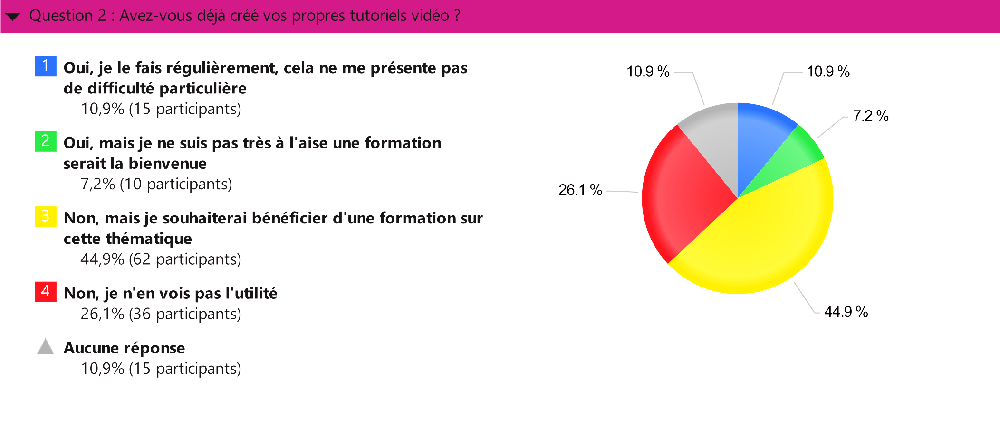 Question 2 : Avez-vous déjà créé vos propres tutoriels vidéo ?
1 Oui, je le fais régulièrement, cela ne me présente pas
de difficulté particulière
10,9% (15 participants)
2 Oui, mais je ne suis pas très à l'aise une formation
serait la bienvenue
7,2% (10 participants)
3 Non, mais je souhaiterai bénéficier d'une formation sur
cette thématique
44,9% (62 participants)
4 Non, je n'en vois pas l'utilité
26,1% (36 participants)
Aucune réponse
10,9% (15 participants)
10.9 %
10.9 %
7.2 %
26.1 %
44.9 %